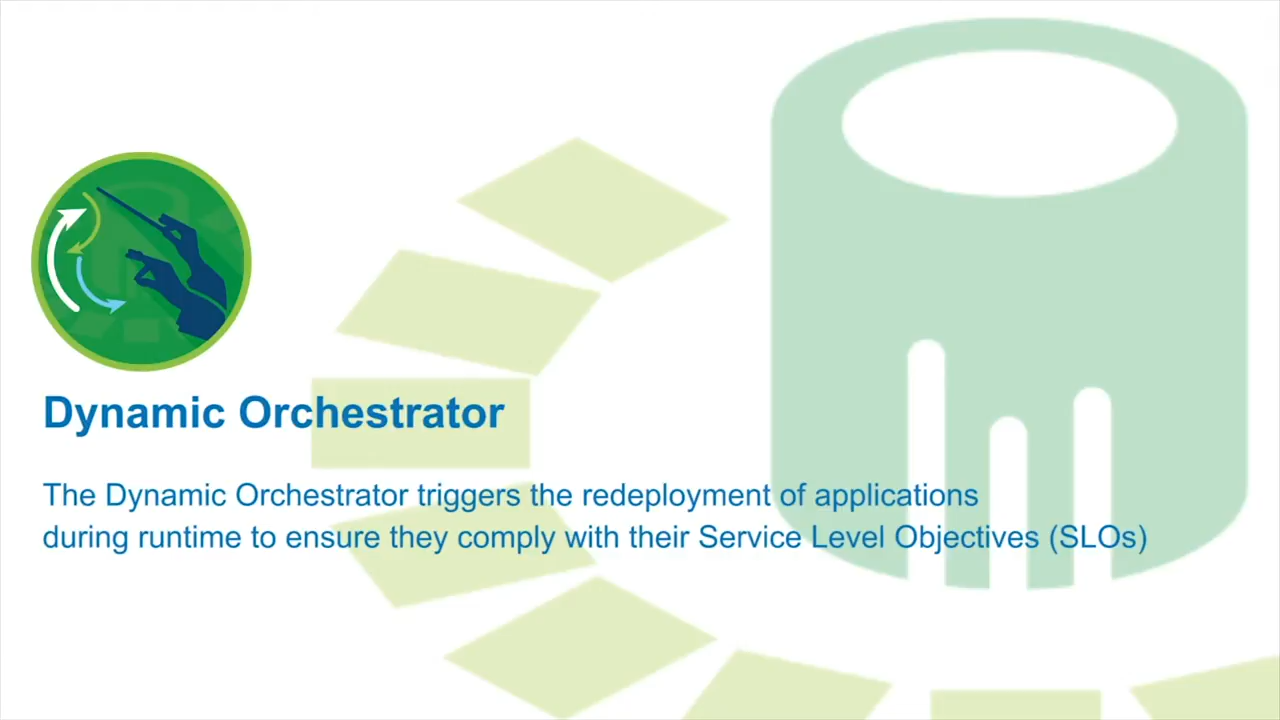 Dynamic Orchestrator
The Dynamic Orchestrator triggers the redeployment of applications
during runtime to ensure they comply with their Service Level Objectives (SLOs)